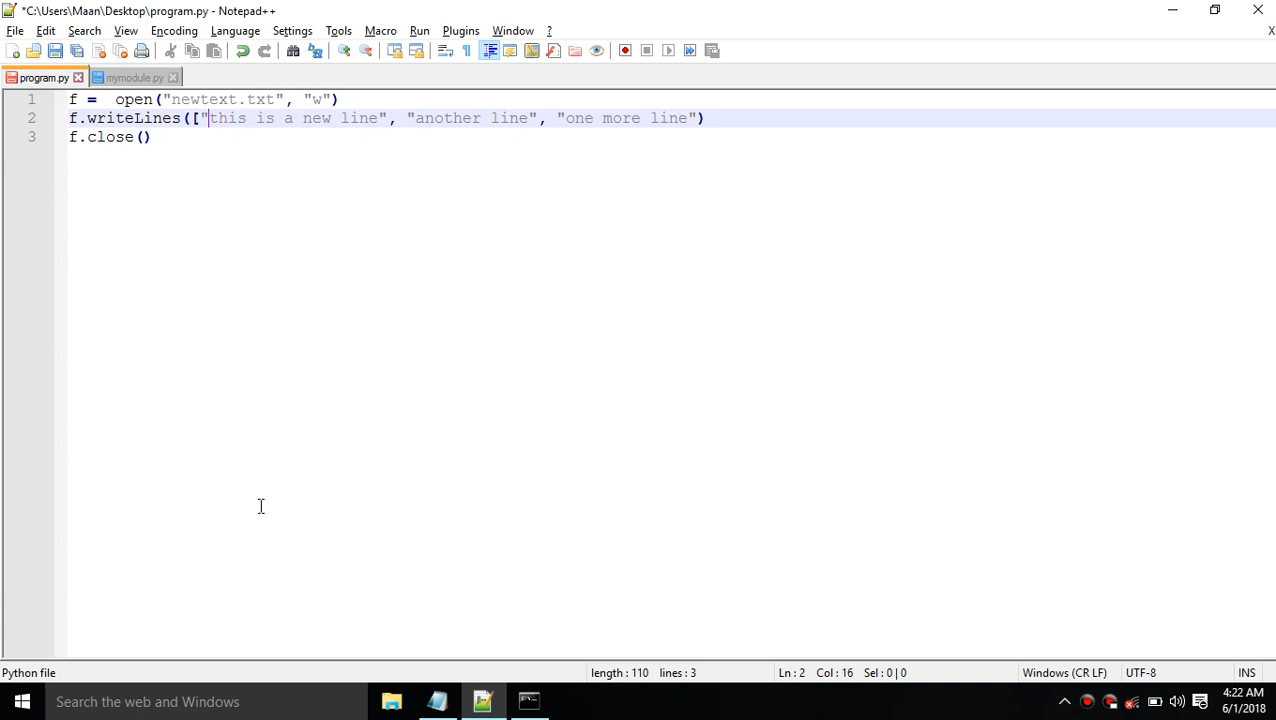 *C:\Users\Maan\Desktop\program.py - Notepad++
File Edit Search View Encoding Language Settings Tools Macro Run Plugins Window ? X
program.py mymodule.py
1 f =  open("newtext.txt", "w")
2 f.writeLines(["this is a new line", "another line", "one more line")
3 f.close()
Python file length : 110 lines : 3 Ln : 2 Col : 16 Sel : 0 | 0 Windows (CR LF) UTF-8 INS
Search the web and Windows
4:22 AM
6/1/2018